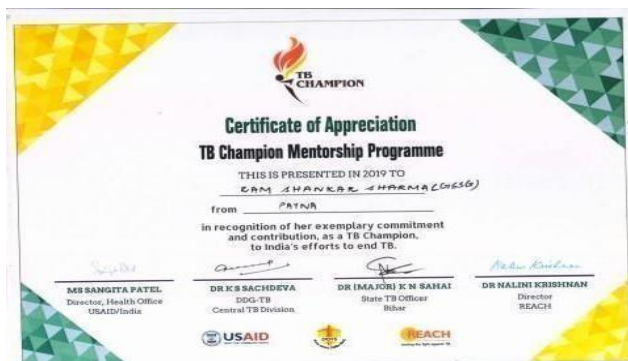 TB
CHAMPION
Certificate of Appreciation
TB Champion Mentorship Programme
THIS IS PRESENTED IN 2019 TO
RAM SHANKAR SHARMA (GSSG)
from PATNA
in recognition of her exemplary commitment
and contribution, as a TB Champion,
to India's efforts to end TB.
Nalini Krishnan
MS SANGITA PATEL
Director, Health Office
USAID/India
DR K S SACHDEVA
DDG-TB
Central TB Division
DR (MAJOR) K N SAHAI
State TB Officer
Bihar
DR NALINI KRISHNAN
Director
REACH
USAID
REACH